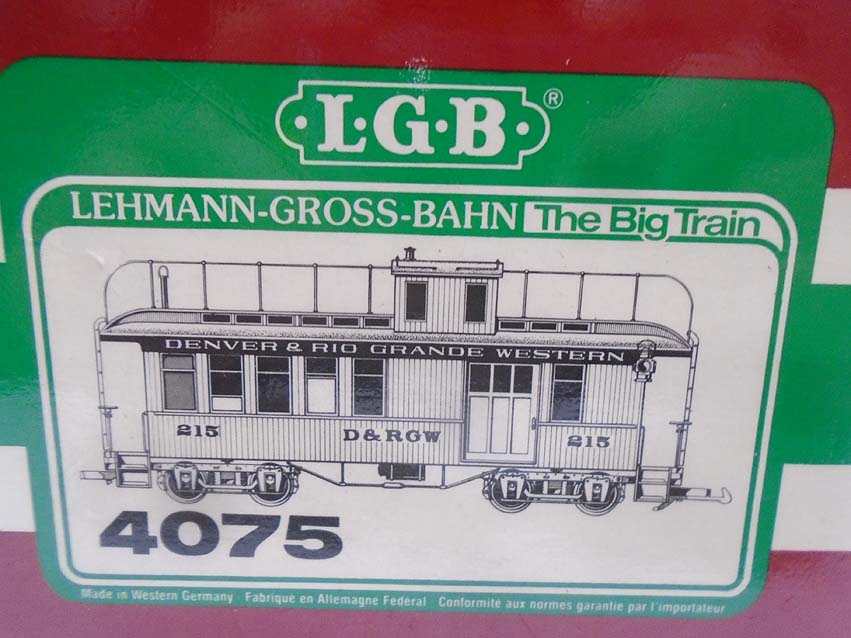 L·G·B®
LEHMANN-GROSS-BAHN The Big Train
DENVER & RIO GRANDE WESTERN
215 D&RGW 215
4075
Made in Western Germany · Fabriqué en Allemagne Fédéral · Conformité aux normes garantie par l'importateur